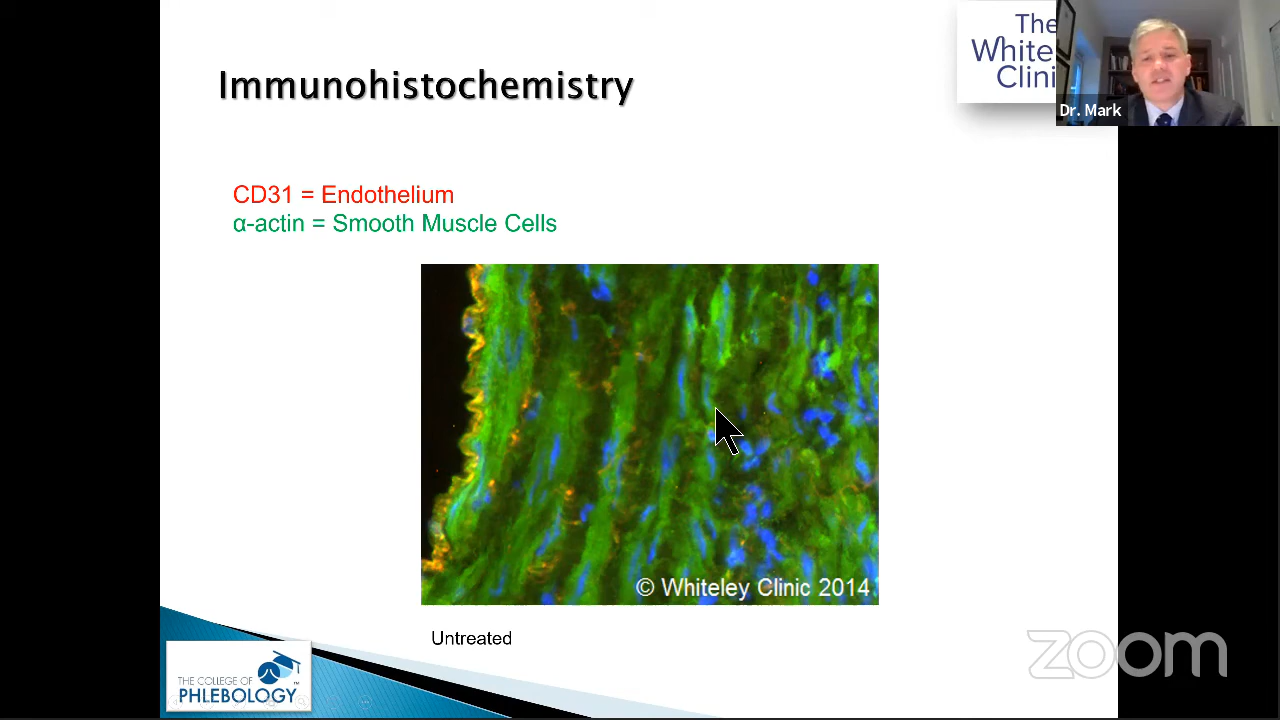 The
White
Clini
Dr. Mark
Immunohistochemistry
CD31 = Endothelium
α-actin = Smooth Muscle Cells
© Whiteley Clinic 2014
Untreated
THE COLLEGE OF
PHLEBOLOGY
TM
zoom